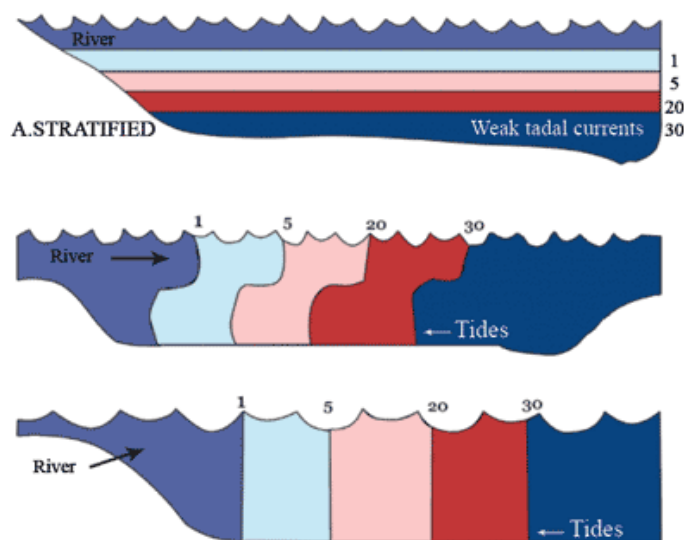 River
1
5
20
A.STRATIFIED
Weak tadal currents
30
1 5 20 30
River
Tides
1 5 20 30
River
Tides